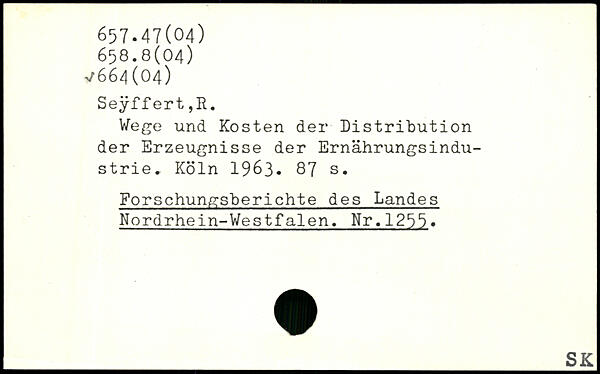 657.47(04)
658.8(04)
✓664(04)
Seÿffert,R.
Wege und Kosten der Distribution
der Erzeugnisse der Ernährungsindu-
strie. Köln 1963. 87 s.
Forschungsberichte des Landes
Nordrhein-Westfalen. Nr.1255.
SK